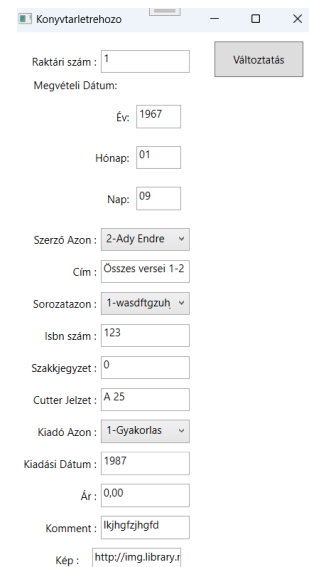 Konyvtarletrehozo
Raktári szám : 1
Változtatás
Megvételi Dátum:
Év: 1967
Hónap: 01
Nap: 09
Szerző Azon : 2-Ady Endre
Cím : Összes versei 1-2
Sorozatazon : 1-wasdftgzuhj
Isbn szám : 123
Szakkjegyzet : 0
Cutter Jelzet : A 25
Kiadó Azon : 1-Gyakorlas
Kiadási Dátum : 1987
Ár : 0,00
Komment : lkjhgfzjhgfd
Kép : http://img.library.r